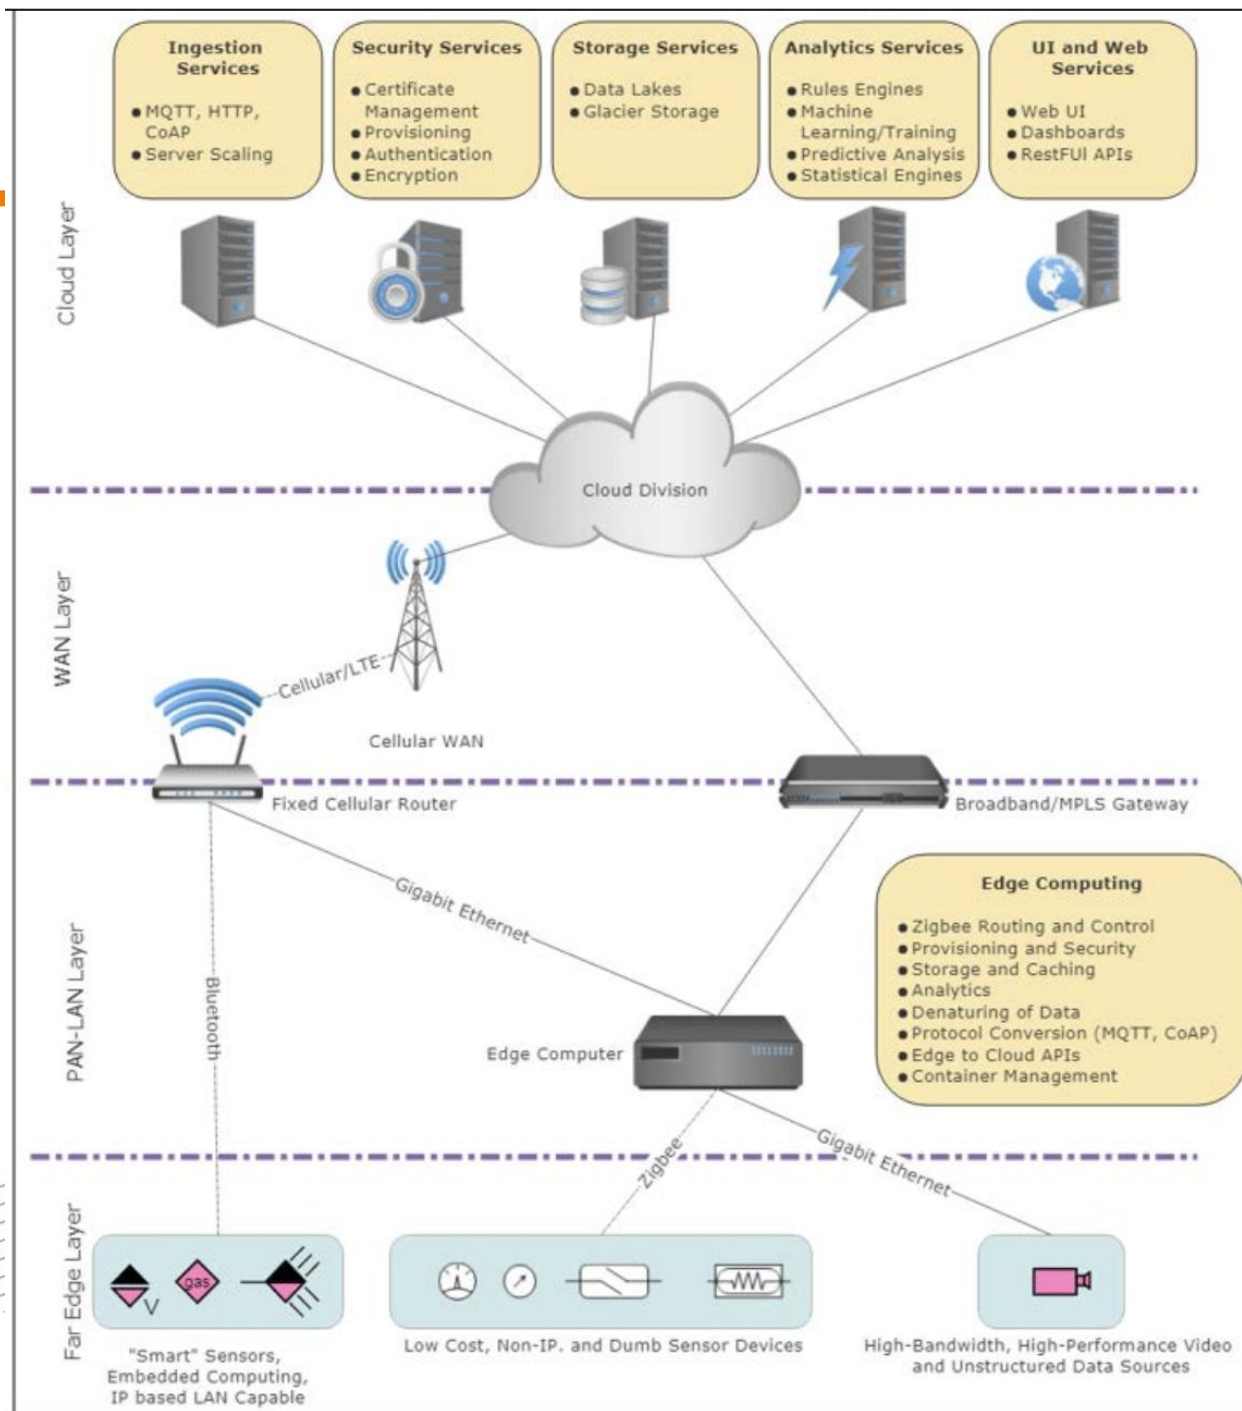 Ingestion
Services
● MQTT, HTTP,
CoAP
● Server Scaling
Security Services
● Certificate
Management
● Provisioning
● Authentication
● Encryption
Storage Services
● Data Lakes
● Glacier Storage
Analytics Services
● Rules Engines
● Machine
Learning/Training
● Predictive Analysis
● Statistical Engines
UI and Web
Services
● Web UI
● Dashboards
● RestFUl APIs
Cloud Layer
Cloud Division
WAN Layer
Cellular/LTE
Cellular WAN
Fixed Cellular Router
Broadband/MPLS Gateway
PAN-LAN Layer
Gigabit Ethernet
Bluetooth
Edge Computer
Edge Computing
● Zigbee Routing and Control
● Provisioning and Security
● Storage and Caching
● Analytics
● Denaturing of Data
● Protocol Conversion (MQTT, CoAP)
● Edge to Cloud APIs
● Container Management
Zigbee
Gigabit Ethernet
Far Edge Layer
V
gas
"Smart" Sensors,
Embedded Computing,
IP based LAN Capable
Low Cost, Non-IP. and Dumb Sensor Devices
High-Bandwidth, High-Performance Video
and Unstructured Data Sources